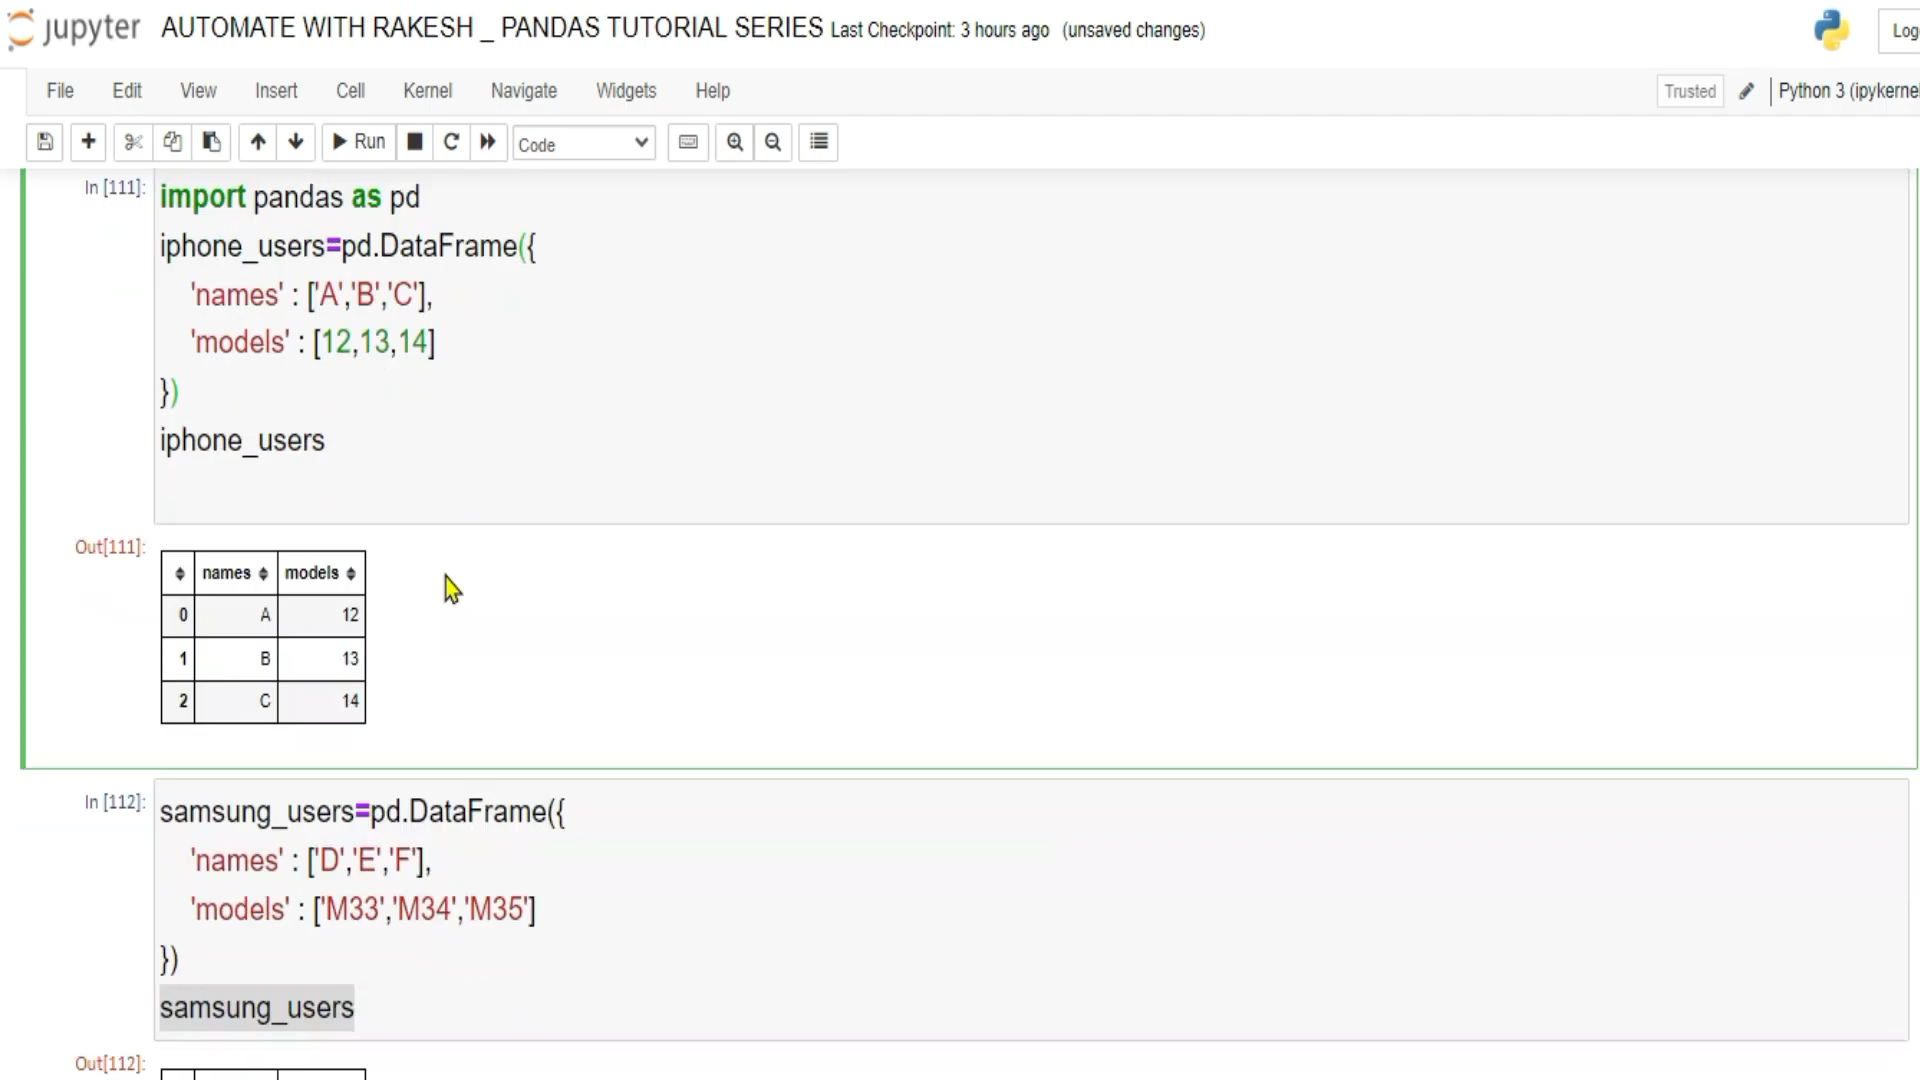 jupyter AUTOMATE WITH RAKESH _ PANDAS TUTORIAL SERIES Last Checkpoint: 3 hours ago (unsaved changes)
File Edit View Insert Cell Kernel Navigate Widgets Help Trusted Python 3 (ipykernel
Run Code
In [111]: import pandas as pd
iphone_users=pd.DataFrame({
'names' : ['A','B','C'],
'models' : [12,13,14]
})
iphone_users
Out[111]:
names models
0 A 12
1 B 13
2 C 14
In [112]: samsung_users=pd.DataFrame({
'names' : ['D','E','F'],
'models' : ['M33','M34','M35']
})
samsung_users
Out[112]: